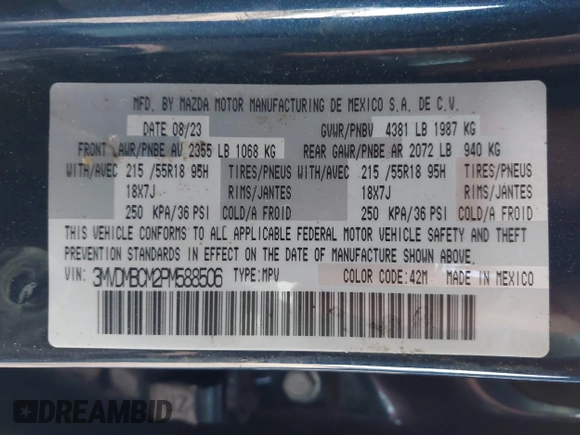 MFD. BY MAZDA MOTOR MANUFACTURING DE MEXICO S.A. DE C.V.
DATE 08/23 GVWR/PNBV 4381 LB 1987 KG
FRONT GAWR/PNBE AV 2355 LB 1068 KG REAR GAWR/PNBE AR 2072 LB 940 KG
WITH/AVEC 215 /55R18 95H TIRES/PNEUS WITH/AVEC 215 /55R18 95H TIRES/PNEUS
18X7J RIMS/JANTES 18X7J RIMS/JANTES
250 KPA/36 PSI COLD/A FROID 250 KPA/36 PSI COLD/A FROID
THIS VEHICLE CONFORMS TO ALL APPLICABLE FEDERAL MOTOR VEHICLE SAFETY AND THEFT
PREVENTION STANDARDS IN EFFECT ON THE DATE OF MANUFACTURE SHOWN ABOVE.
VIN: 3MVDMBCM2PM588506 TYPE: MPV COLOR CODE: 42M MADE IN MEXICO
DREAMBID